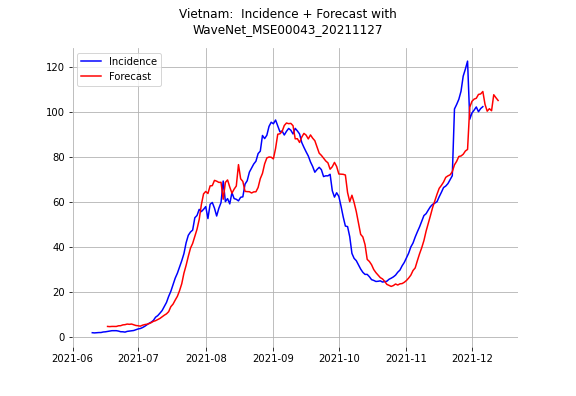 Vietnam:  Incidence + Forecast with
WaveNet_MSE00043_20211127
Incidence
Forecast
120
100
80
60
40
20
0
2021-06 2021-07 2021-08 2021-09 2021-10 2021-11 2021-12